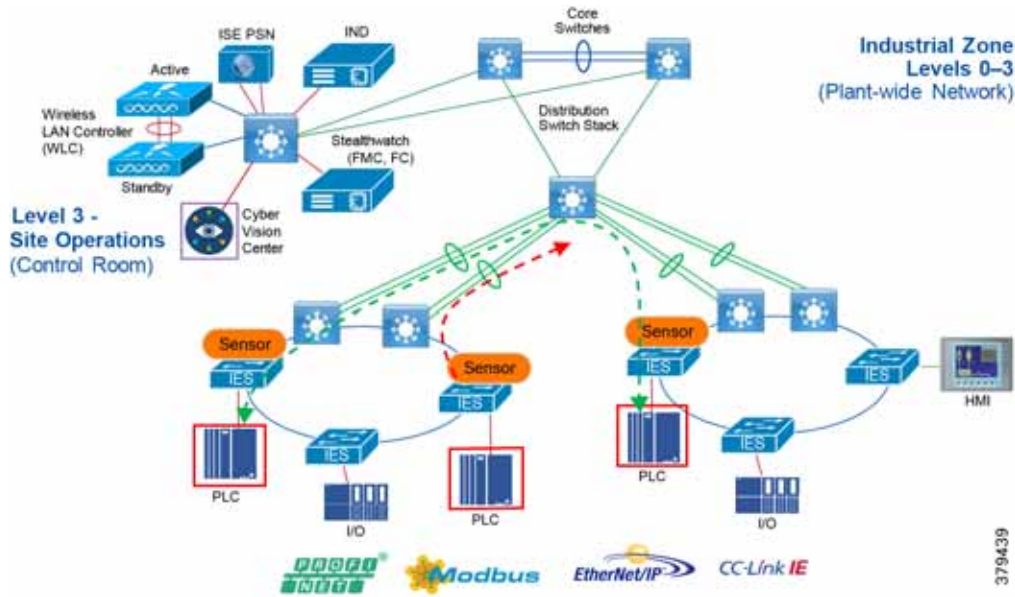 Core
Switches
ISE PSN
IND
Industrial Zone
Levels 0–3
(Plant-wide Network)
Active
Wireless
LAN Controller
(WLC)
Distribution
Switch Stack
Stealthwatch
(FMC, FC)
Standby
Level 3 -
Site Operations
(Control Room)
Cyber
Vision
Center
Sensor
IES
Sensor
IES
Sensor
IES
IES
HMI
IES
IES
PLC
PLC
PLC
I/O
I/O
PROFI
NET®
Modbus
EtherNet/IP
CC-Link IE
379439